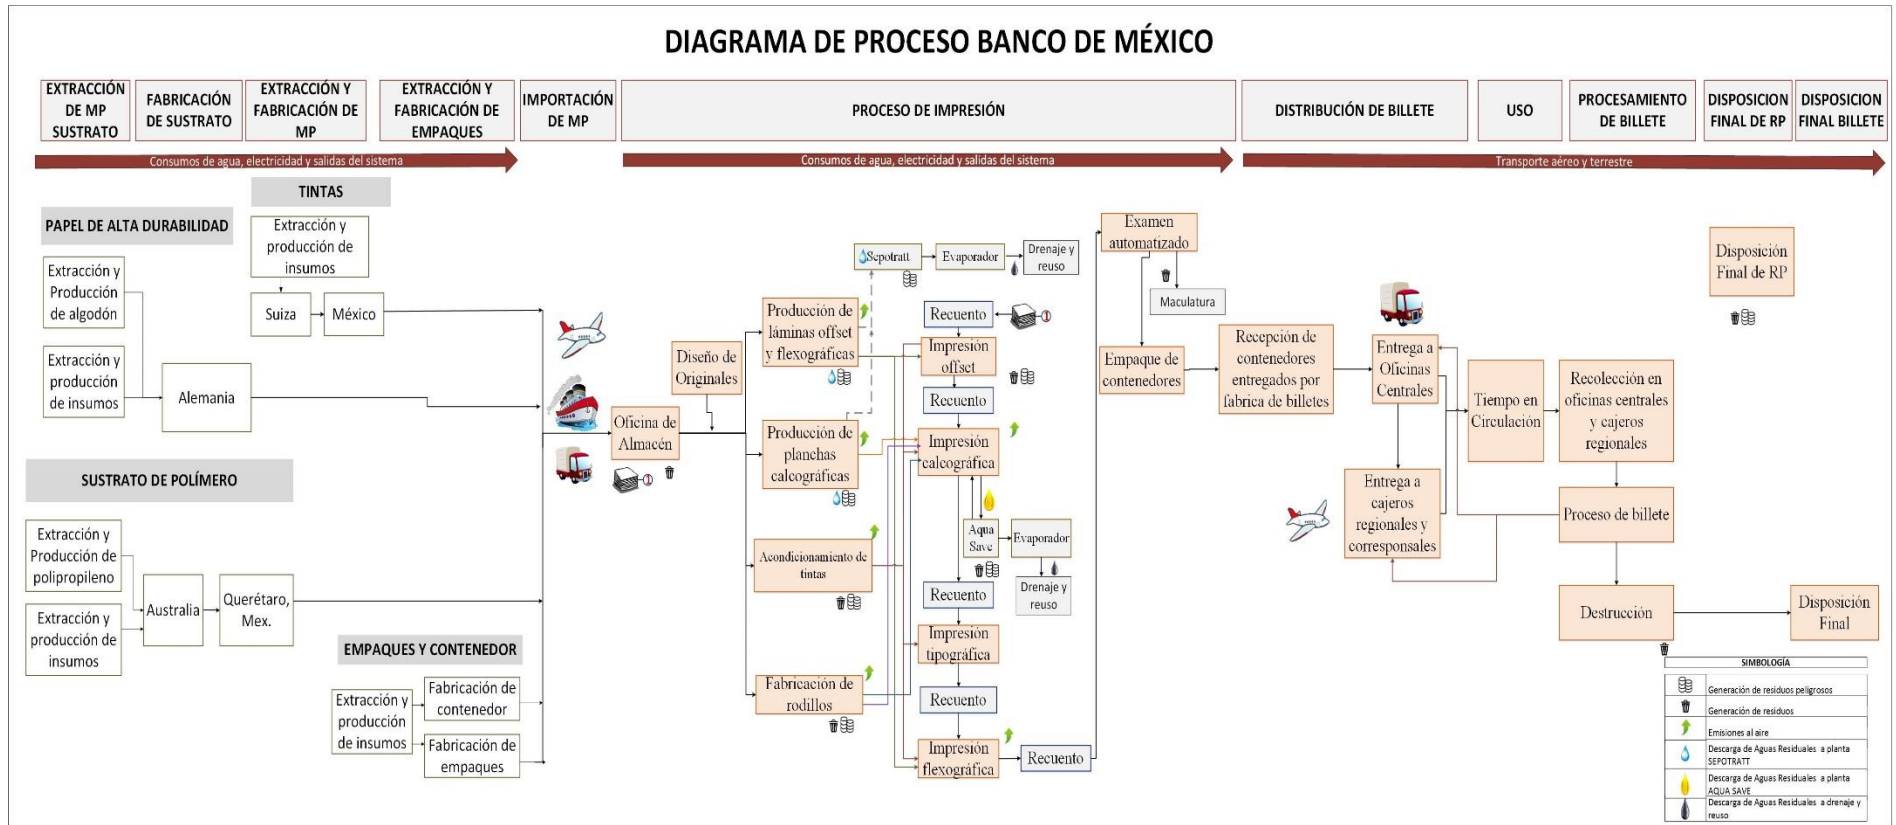 DIAGRAMA DE PROCESO BANCO DE MÉXICO
EXTRACCIÓN
DE MP
SUSTRATO
FABRICACIÓN
DE SUSTRATO
EXTRACCIÓN Y
FABRICACIÓN DE
MP
EXTRACCIÓN Y
FABRICACIÓN DE
EMPAQUES
IMPORTACIÓN
DE MP
PROCESO DE IMPRESIÓN
DISTRIBUCIÓN DE BILLETE
USO
PROCESAMIENTO
DE BILLETE
DISPOSICION
FINAL DE RP
DISPOSICION
FINAL BILLETE
Consumos de agua, electricidad y salidas del sistema
Consumos de agua, electricidad y salidas del sistema
Transporte aéreo y terrestre
TINTAS
Extracción y
producción de
insumos
Suiza
México
PAPEL DE ALTA DURABILIDAD
Extracción y
Producción
de algodón
Extracción y
producción
de insumos
Alemania
SUSTRATO DE POLÍMERO
Extracción y
Producción de
polipropileno
Extracción y
producción de
insumos
Australia
Querétaro,
Mex.
EMPAQUES Y CONTENEDOR
Extracción y
producción
de insumos
Fabricación de
contenedor
Fabricación de
empaques
Oficina de
Almacén
1
Diseño de
Originales
Producción de
láminas offset
y flexográficas
Producción de
planchas
calcográficas
Acondicionamiento de
tintas
Fabricación de
rodillos
Sepotratt
Evaporador
Drenaje y
reuso
Recuento
1
Impresión
offset
Recuento
Impresión
calcográfica
Aqua
Save
Evaporador
Drenaje y
reuso
Recuento
Impresión
tipográfica
Recuento
Impresión
flexográfica
Recuento
Examen
automatizado
Maculatura
Empaque de
contenedores
Recepción de
contenedores
entregados por
fabrica de billetes
Entrega a
Oficinas
Centrales
Entrega a
cajeros
regionales y
corresponsales
Tiempo en
Circulación
Recolección en
oficinas centrales
y cajeros
regionales
Proceso de billete
Destrucción
Disposición
Final de RP
Disposición
Final
SIMBOLOGÍA
Generación de residuos peligrosos
Generación de residuos
Emisiones al aire
Descarga de Aguas Residuales a planta
SEPOTRATT
Descarga de Aguas Residuales a planta
AQUA SAVE
Descarga de Aguas Residuales a drenaje y
reuso